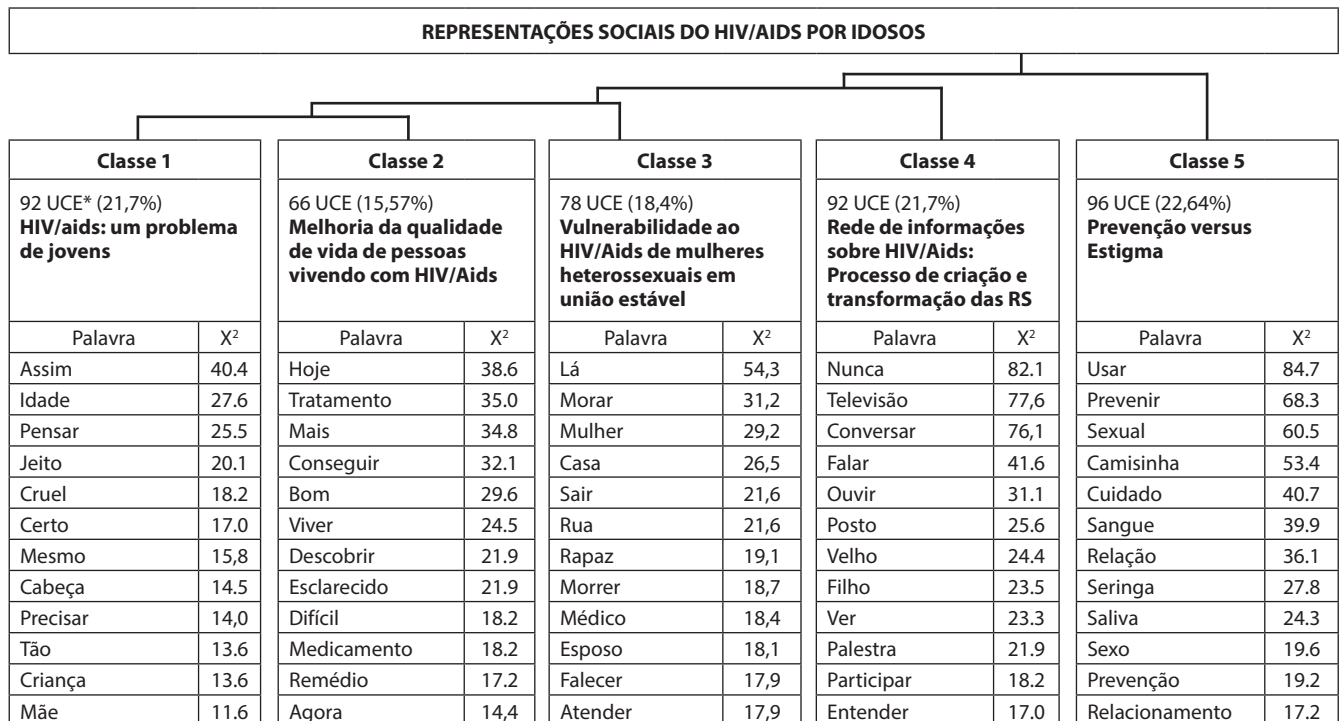 REPRESENTAÇÕES SOCIAIS DO HIV/AIDS POR IDOSOS
Classe 1
92 UCE* (21,7%)
HIV/aids: um problema
de jovens
Palavra X²
Assim 40.4
Idade 27.6
Pensar 25.5
Jeito 20.1
Cruel 18.2
Certo 17.0
Mesmo 15,8
Cabeça 14.5
Precisar 14,0
Tão 13.6
Criança 13.6
Mãe 11.6
Classe 2
66 UCE (15,57%)
Melhoria da qualidade
de vida de pessoas
vivendo com HIV/Aids
Palavra X²
Hoje 38.6
Tratamento 35.0
Mais 34.8
Conseguir 32.1
Bom 29.6
Viver 24.5
Descobrir 21.9
Esclarecido 21.9
Difícil 18.2
Medicamento 18.2
Remédio 17.2
Agora 14,4
Classe 3
78 UCE (18,4%)
Vulnerabilidade ao
HIV/Aids de mulheres
heterossexuais em
união estável
Palavra X²
Lá 54,3
Morar 31,2
Mulher 29,2
Casa 26,5
Sair 21,6
Rua 21,6
Rapaz 19,1
Morrer 18,7
Médico 18,4
Esposo 18,1
Falecer 17,9
Atender 17,9
Classe 4
92 UCE (21,7%)
Rede de informações
sobre HIV/Aids:
Processo de criação e
transformação das RS
Palavra X²
Nunca 82.1
Televisão 77,6
Conversar 76,1
Falar 41.6
Ouvir 31.1
Posto 25.6
Velho 24.4
Filho 23.5
Ver 23.3
Palestra 21.9
Participar 18.2
Entender 17.0
Classe 5
96 UCE (22,64%)
Prevenção versus
Estigma
Palavra X²
Usar 84.7
Prevenir 68.3
Sexual 60.5
Camisinha 53.4
Cuidado 40.7
Sangue 39.9
Relação 36.1
Seringa 27.8
Saliva 24.3
Sexo 19.6
Prevenção 19.2
Relacionamento 17.2